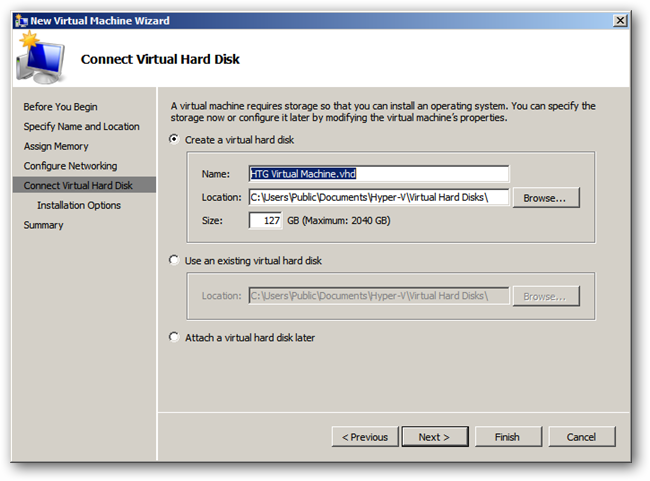 New Virtual Machine Wizard
Connect Virtual Hard Disk
Before You Begin
Specify Name and Location
Assign Memory
Configure Networking
Connect Virtual Hard Disk
Installation Options
Summary
A virtual machine requires storage so that you can install an operating system. You can specify the
storage now or configure it later by modifying the virtual machine's properties.
Create a virtual hard disk
Name: HTG Virtual Machine.vhd
Location: C:\Users\Public\Documents\Hyper-V\Virtual Hard Disks\ Browse...
Size: 127 GB (Maximum: 2040 GB)
Use an existing virtual hard disk
Location: C:\Users\Public\Documents\Hyper-V\Virtual Hard Disks\ Browse...
Attach a virtual hard disk later
< Previous Next > Finish Cancel